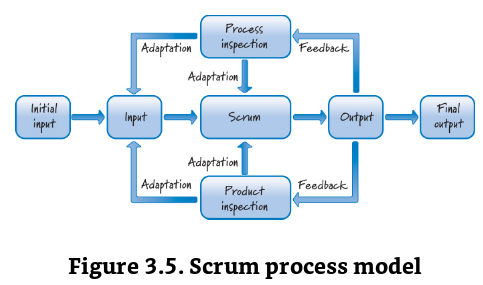 Process
inspection
Adaptation
Feedback
Adaptation
Initial
input
Input
Scrum
Output
Final
output
Adaptation
Adaptation
Feedback
Product
inspection
Figure 3.5. Scrum process model